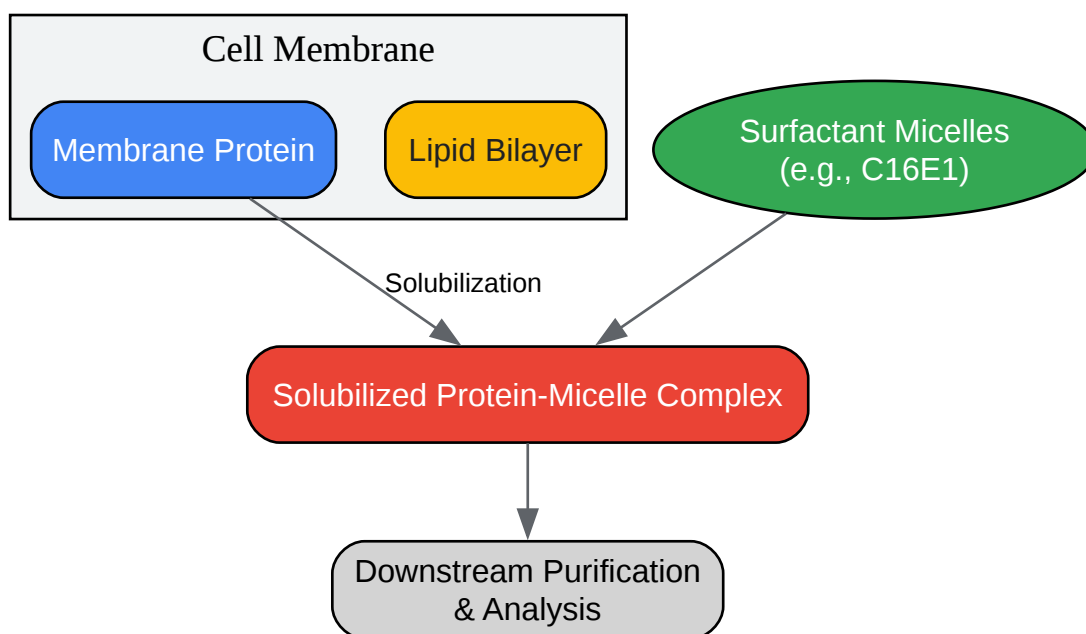 Cell Membrane
Membrane Protein
Lipid Bilayer
Surfactant Micelles
(e.g., C16E1)
Solubilization
Solubilized Protein-Micelle Complex
Downstream Purification
& Analysis